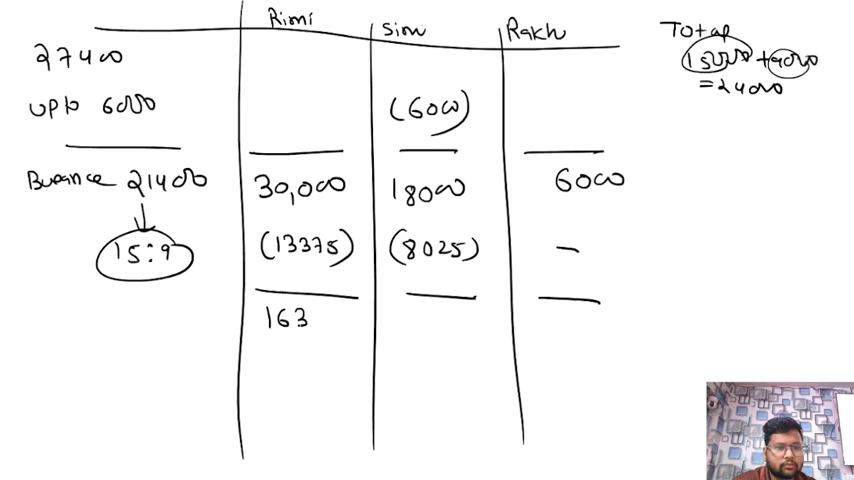 Rimi Simi Rakhi
Total
27400
15000 + 9000
= 24000
upto 6000 (6000)
Balance 21400 30,000 18000 6000
15:9 (13375) (8025) –
163